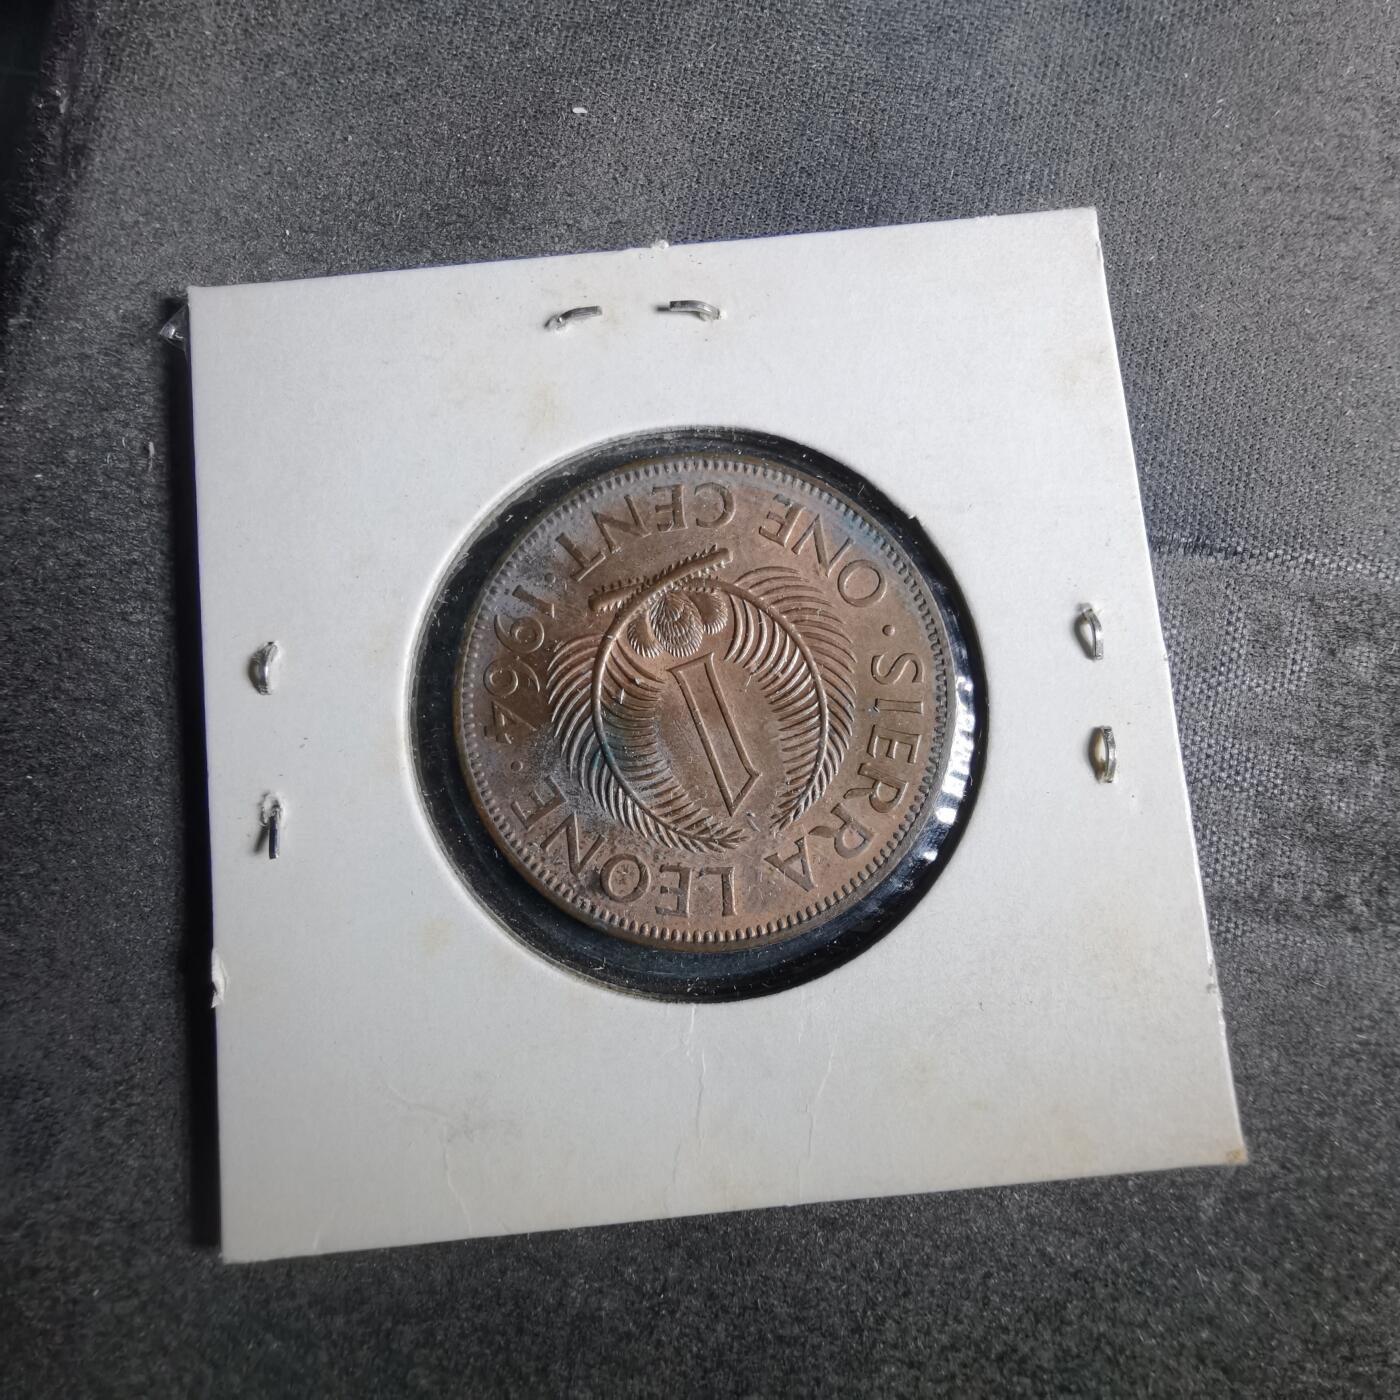 SIERRA LEONE · 1964 · ONE CENT ·
1